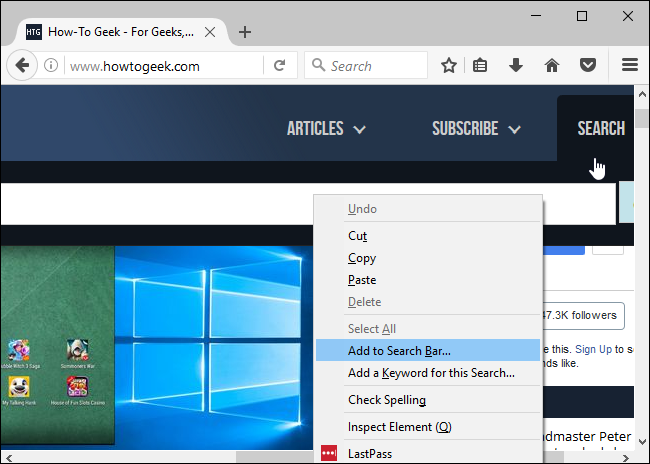 HTG How-To Geek - For Geeks,...
www.howtogeek.com
Search
ARTICLES SUBSCRIBE SEARCH
Undo
Cut
Copy
Paste
Delete
Select All
Add to Search Bar...
Add a Keyword for this Search...
Check Spelling
Inspect Element (Q)
LastPass
47.3K followers
e this. Sign Up to s
nds like.
ndmaster Peter
Summoners War
My Talking Hank
House of Fun Slots Casino
ubble Witch 3 Saga